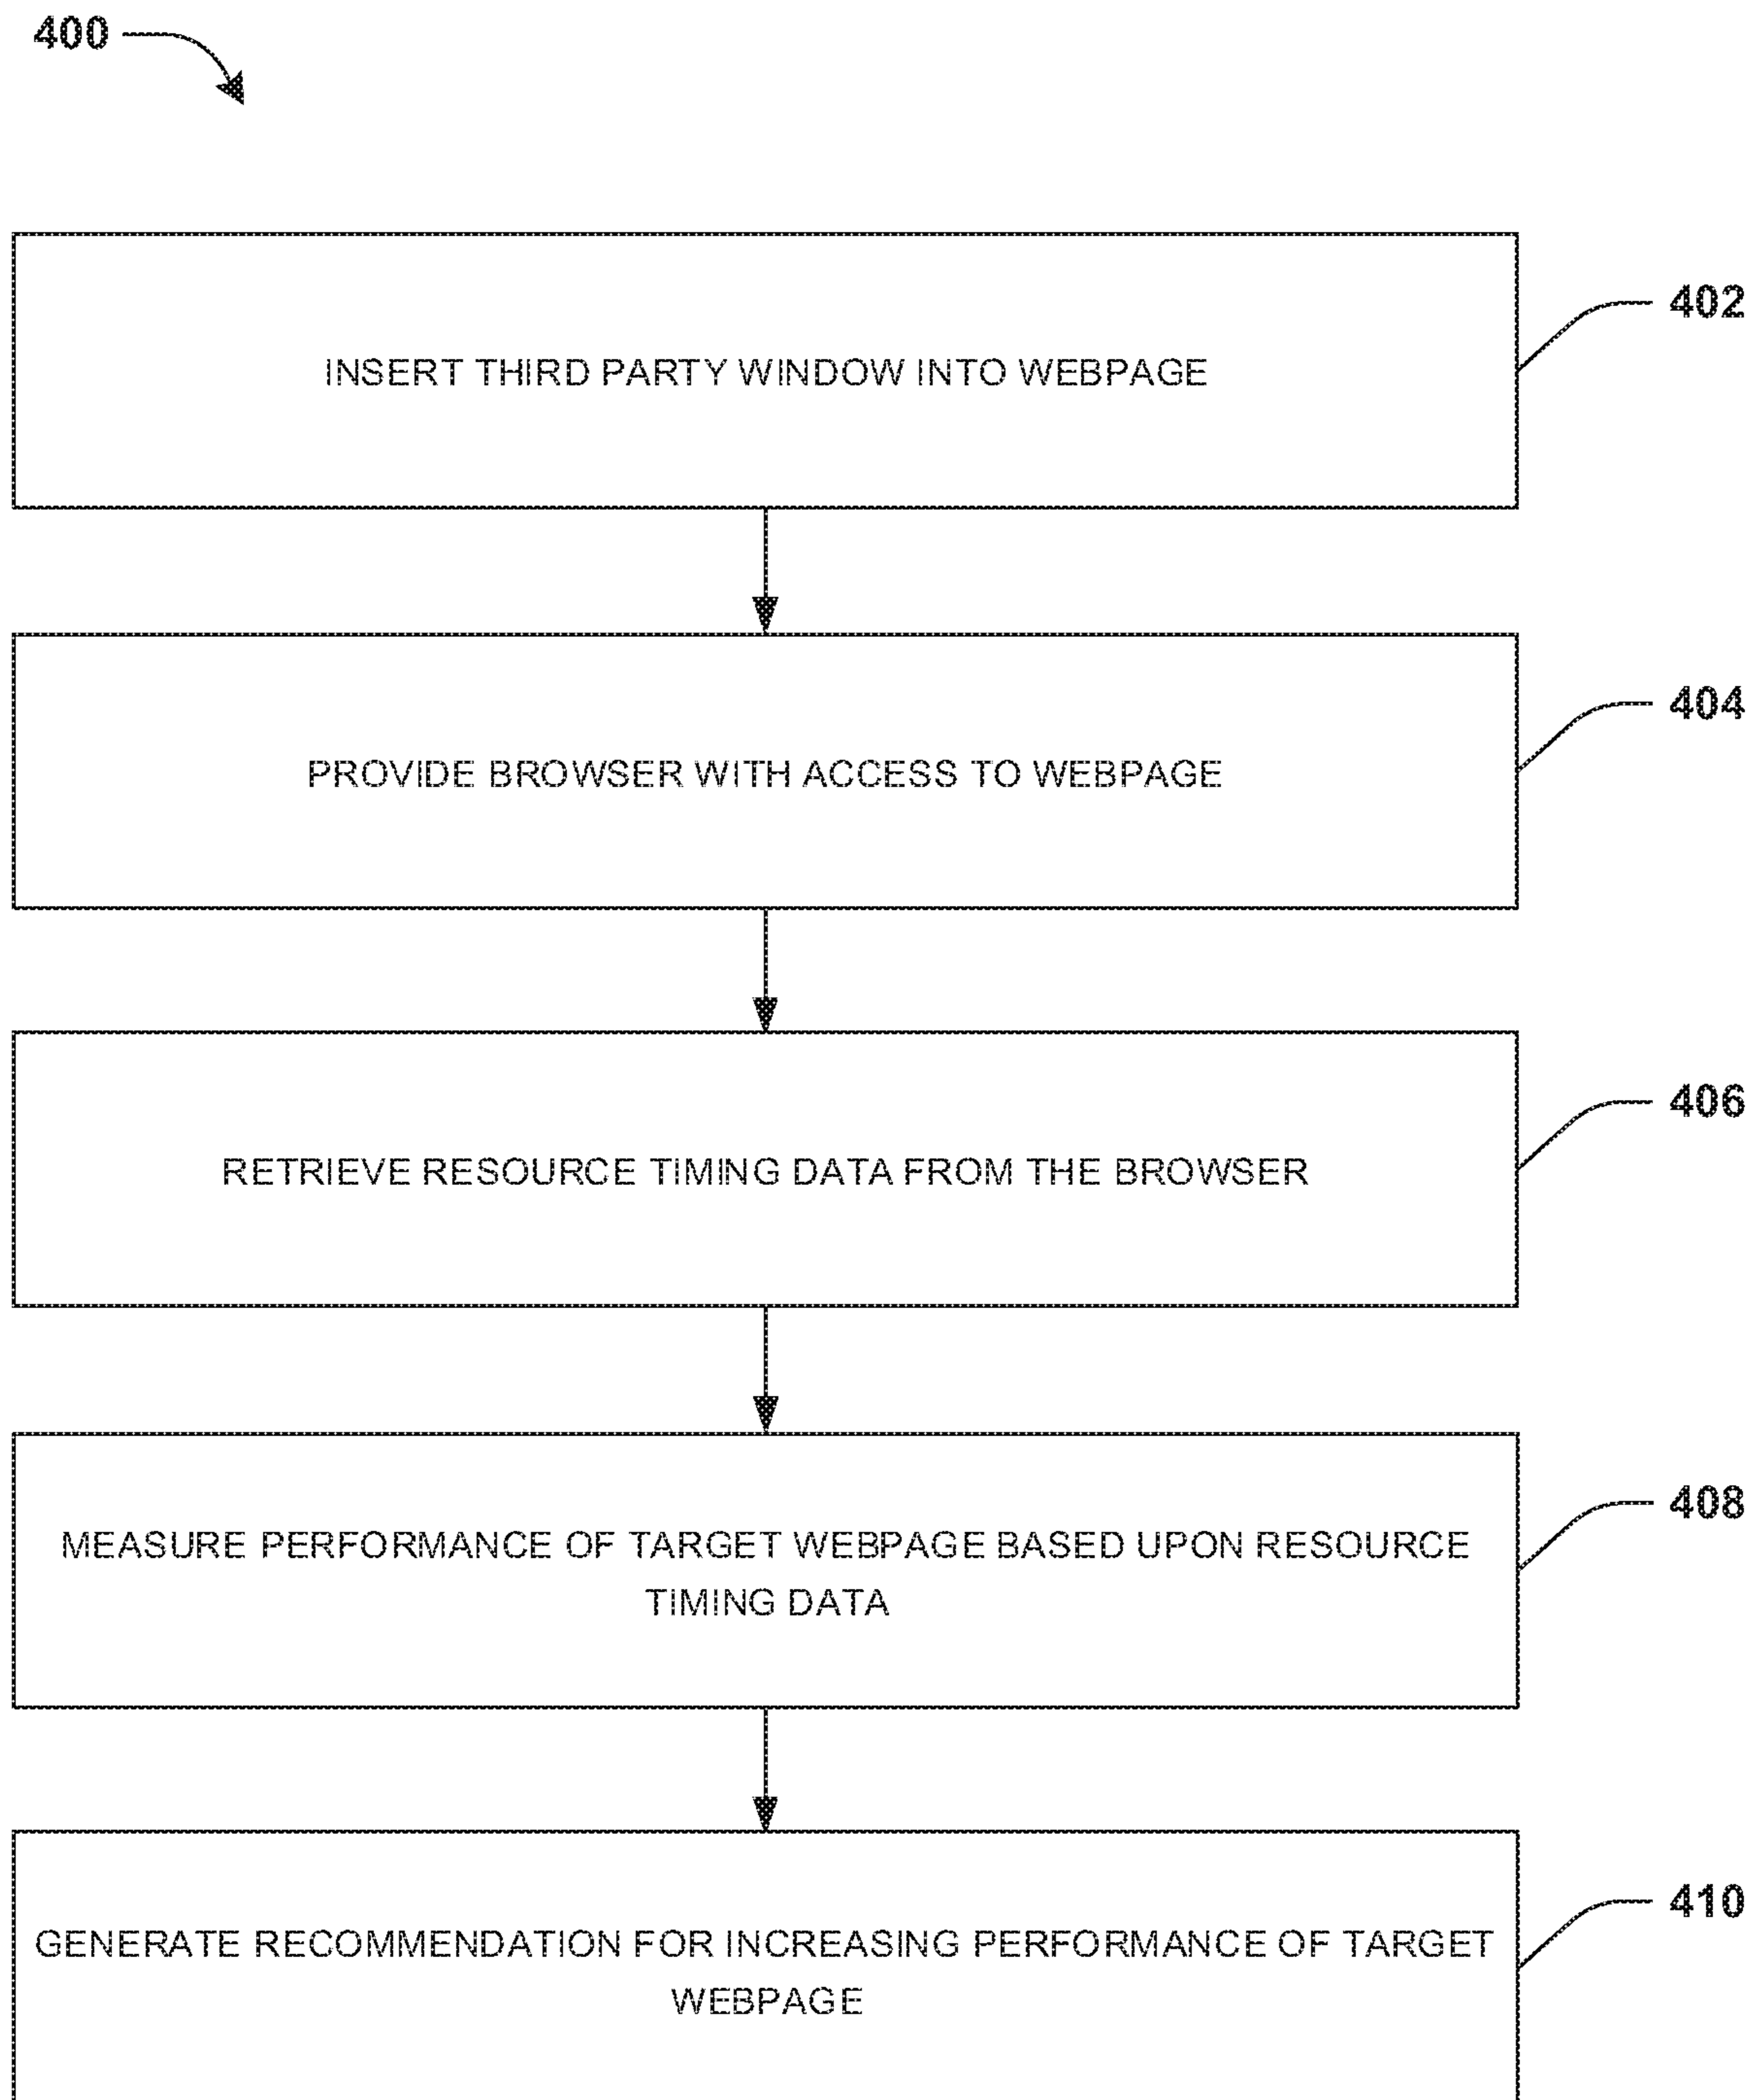 400
INSERT THIRD PARTY WINDOW INTO WEBPAGE
402
PROVIDE BROWSER WITH ACCESS TO WEBPAGE
404
RETRIEVE RESOURCE TIMING DATA FROM THE BROWSER
406
MEASURE PERFORMANCE OF TARGET WEBPAGE BASED UPON RESOURCE
TIMING DATA
408
GENERATE RECOMMENDATION FOR INCREASING PERFORMANCE OF TARGET
WEBPAGE
410